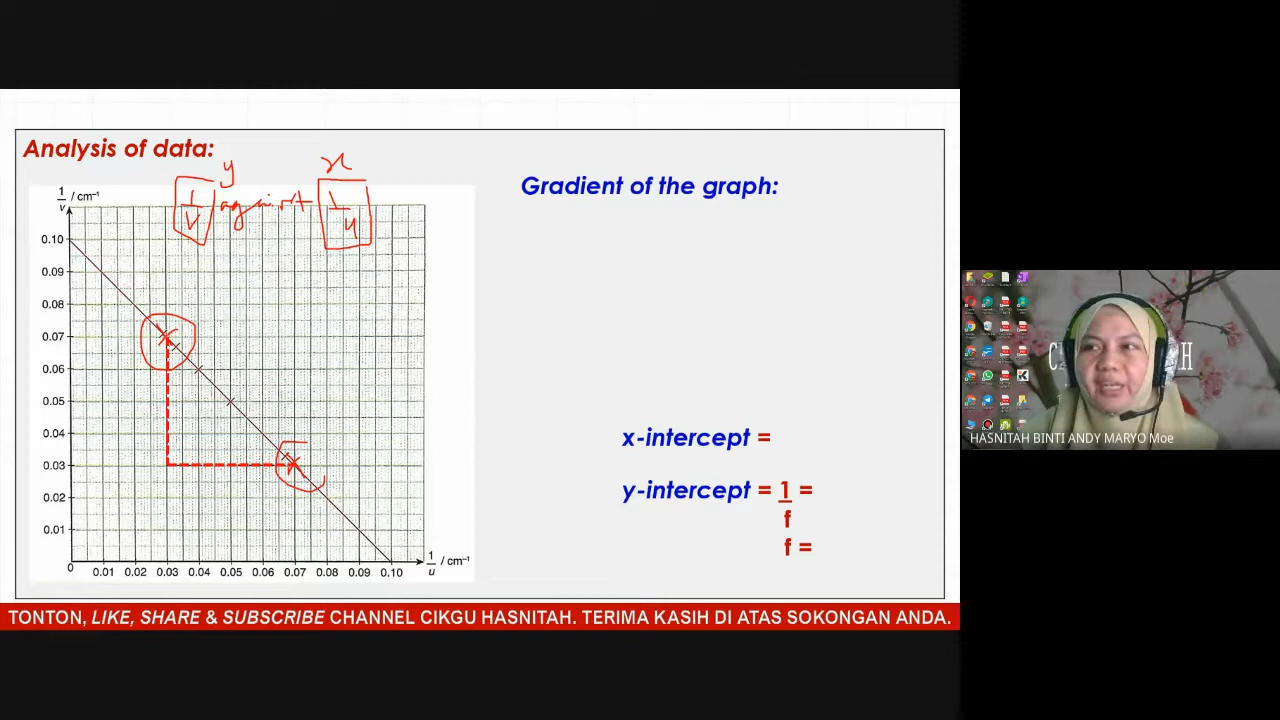 Analysis of data:
y
x
1/v against 1/u
1/v / cm⁻¹
0.10
0.09
0.08
0.07
0.06
0.05
0.04
0.03
0.02
0.01
0 0.01 0.02 0.03 0.04 0.05 0.06 0.07 0.08 0.09 0.10
1/u / cm⁻¹
Gradient of the graph:
x-intercept =
y-intercept = 1/f =
f =
HASNITAH BINTI ANDY MARYO Moe
TONTON, LIKE, SHARE & SUBSCRIBE CHANNEL CIKGU HASNITAH. TERIMA KASIH DI ATAS SOKONGAN ANDA.